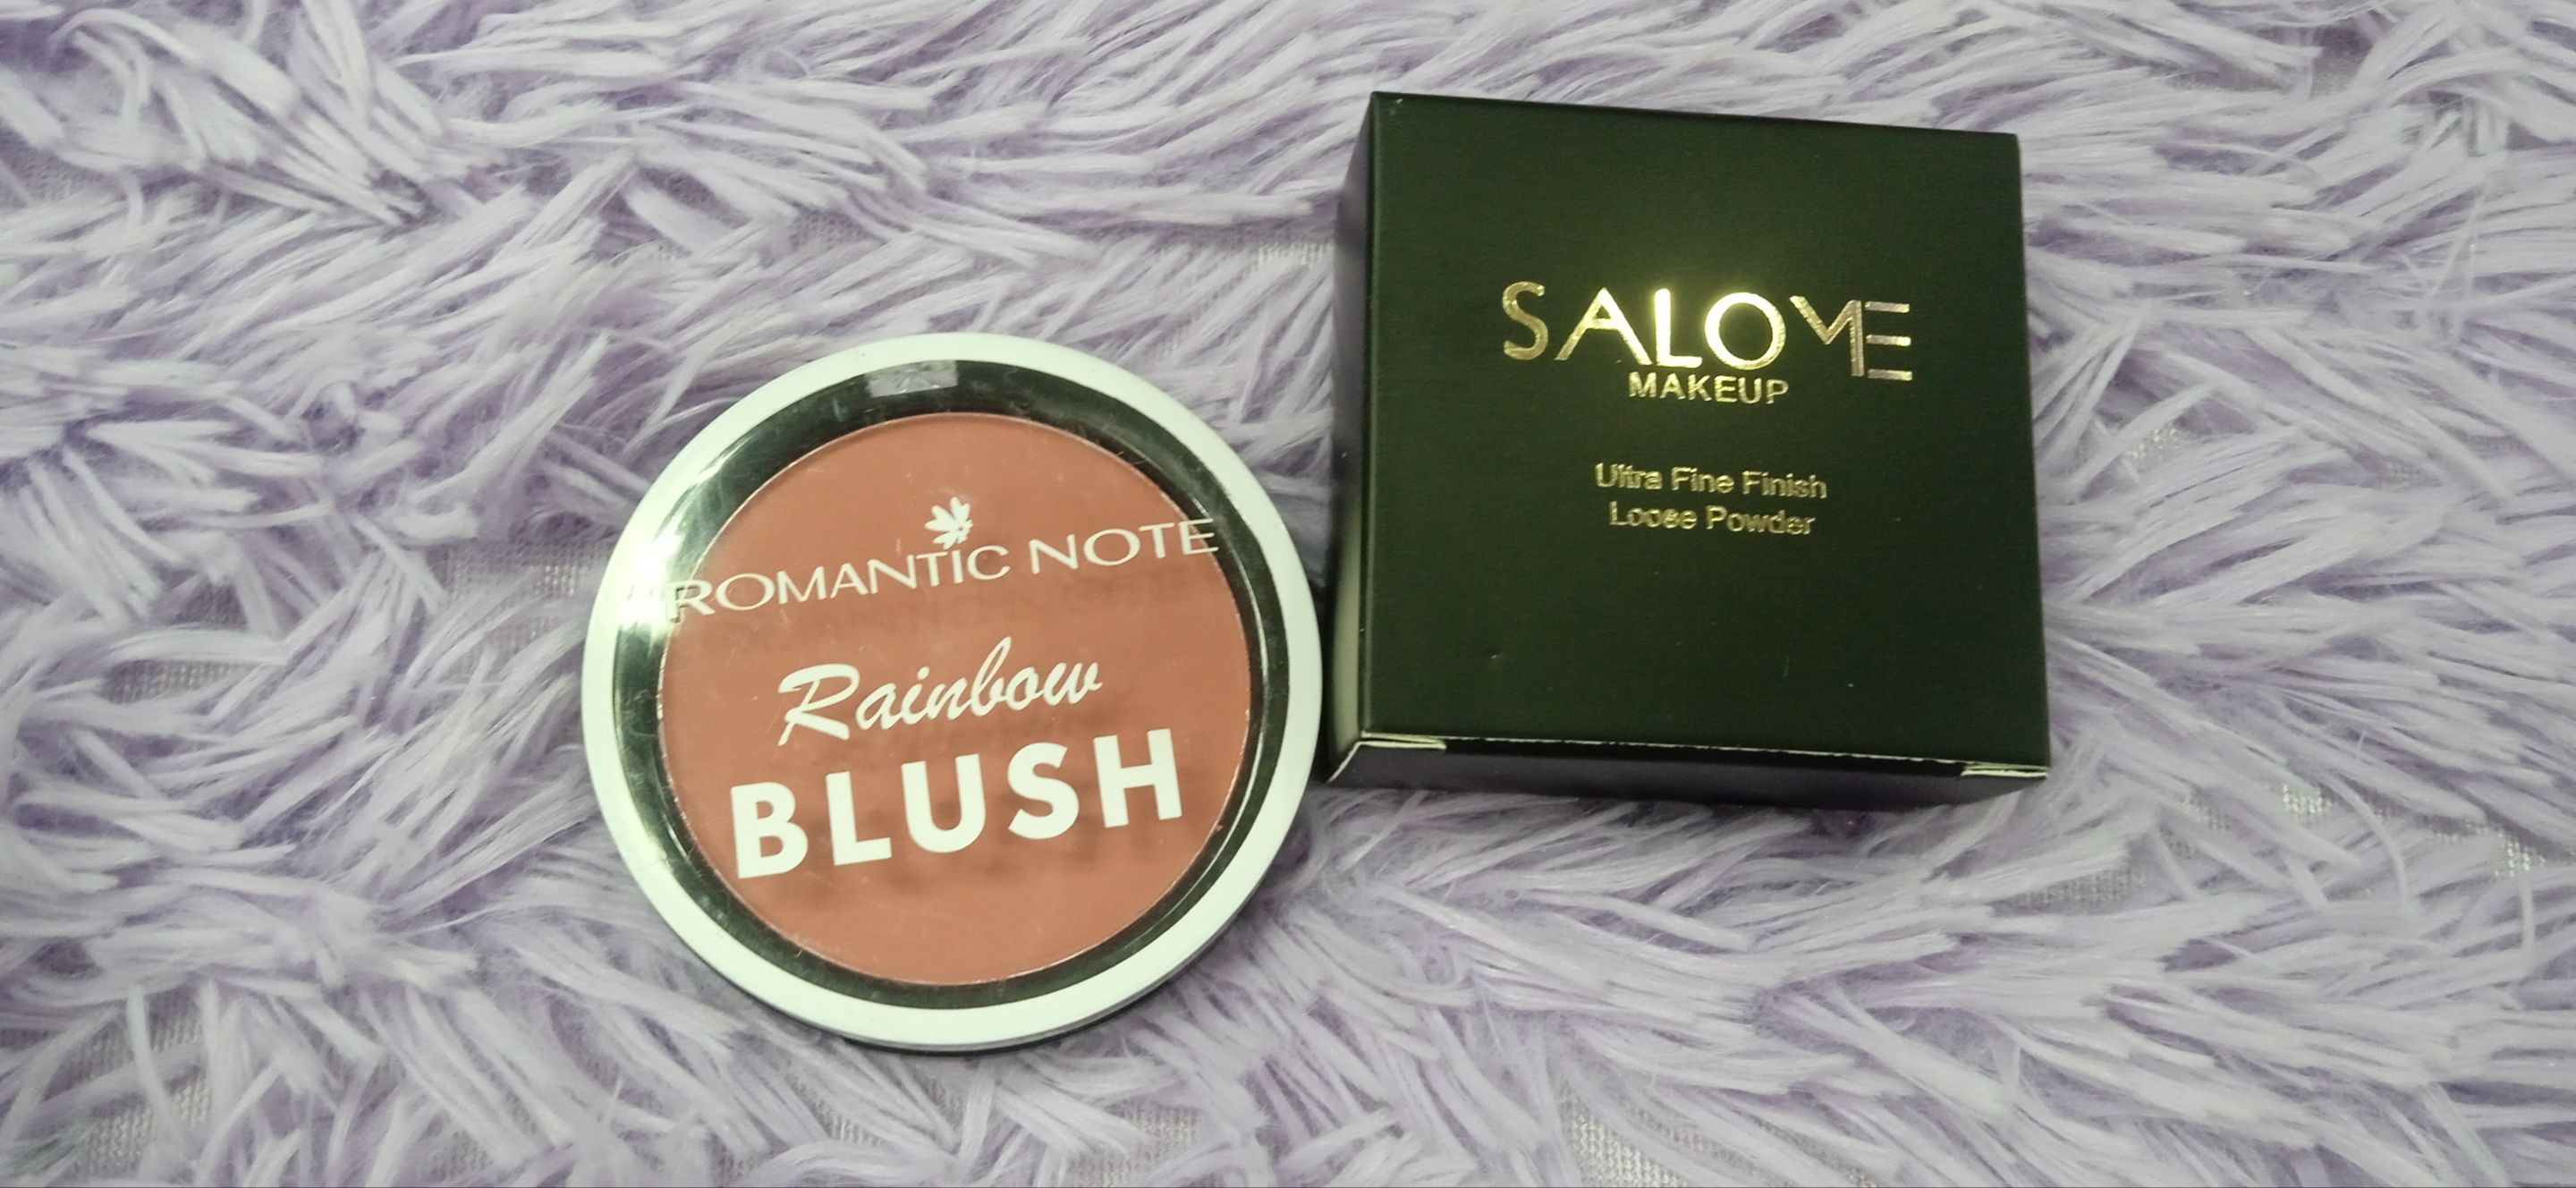 ROMANTIC NOTE
Rainbow
BLUSH
SALOME
MAKEUP
Ultra Fine Finish
Loose Powder